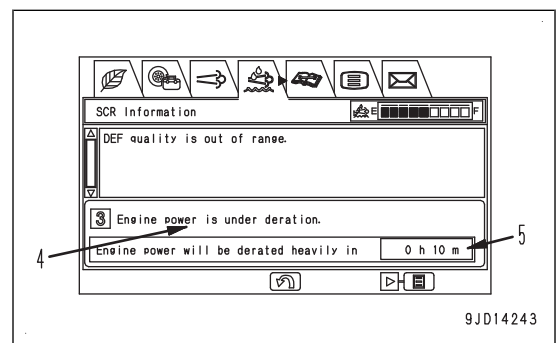 SCR Information
E F
DEF quality is out of range.
3 Engine power is under deration.
Engine power will be derated heavily in 0 h 10 m
4
5
9JD14243